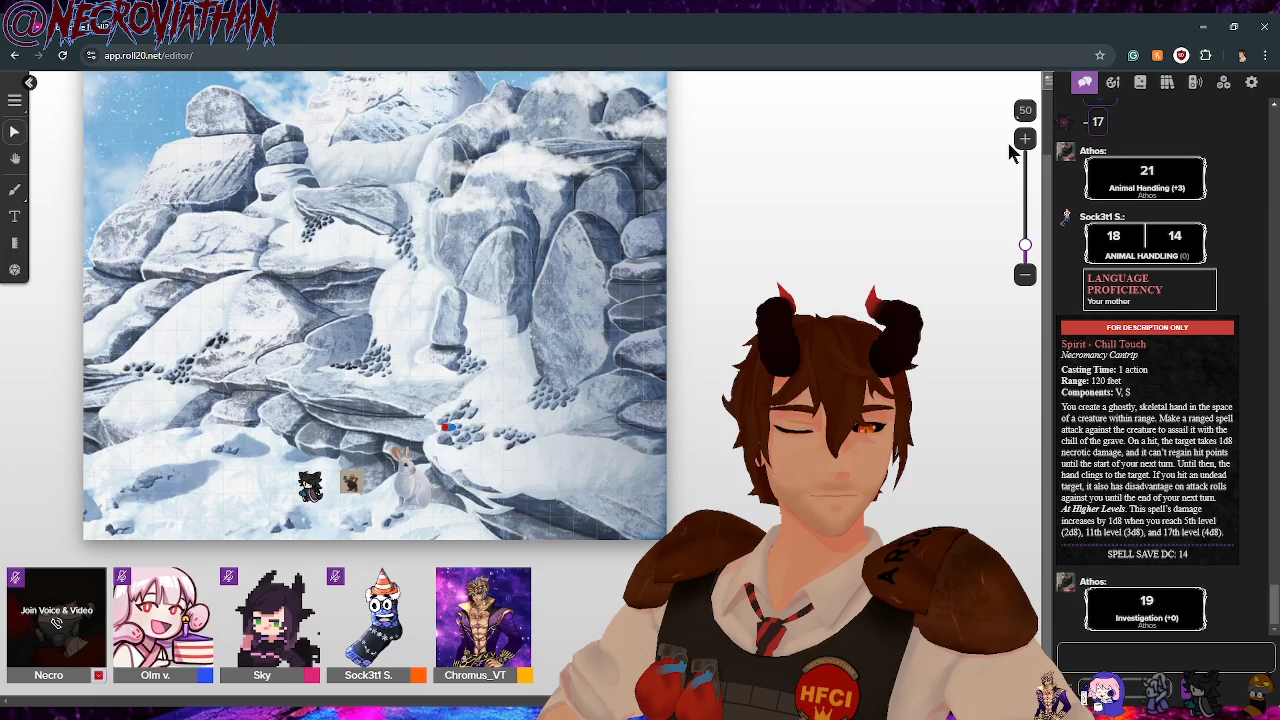 @NECROVIATHAN
app.roll20.net/editor/
50
- 17
Athos:
21
Animal Handling (+3)
Athos
Sock3t1 S.:
18 14
ANIMAL HANDLING (0)
LANGUAGE
PROFICIENCY
Your mother
FOR DESCRIPTION ONLY
Spirit - Chill Touch
Necromancy Cantrip
Casting Time: 1 action
Range: 120 feet
Components: V, S
You create a ghostly, skeletal hand in the space
of a creature within range. Make a ranged spell
attack against the creature to assail it with the
chill of the grave. On a hit, the target takes 1d8
necrotic damage, and it can't regain hit points
until the start of your next turn. Until then, the
hand clings to the target. If you hit an undead
target, it also has disadvantage on attack rolls
against you until the end of your next turn.
At Higher Levels. This spell's damage
increases by 1d8 when you reach 5th level
(2d8), 11th level (3d8), and 17th level (4d8).
SPELL SAVE DC: 14
Athos:
19
Investigation (+0)
Athos
Join Voice & Video
Necro
Olm v.
Sky
Sock3t1 S.
Chromus_VT
ARSON
HFCI